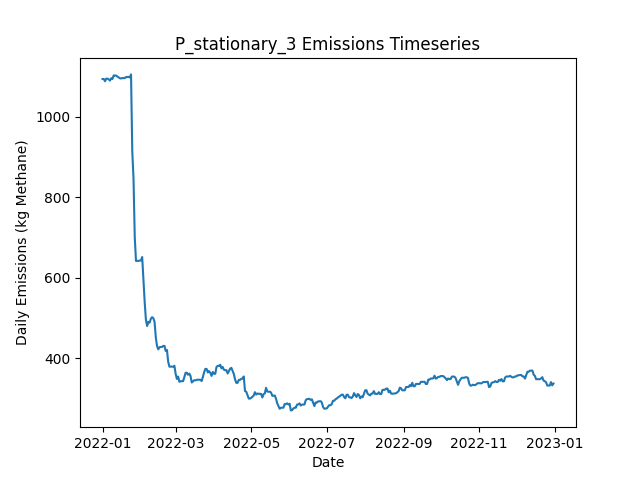 P_stationary_3 Emissions Timeseries
Daily Emissions (kg Methane)
1000
800
600
400
2022-01 2022-03 2022-05 2022-07 2022-09 2022-11 2023-01
Date